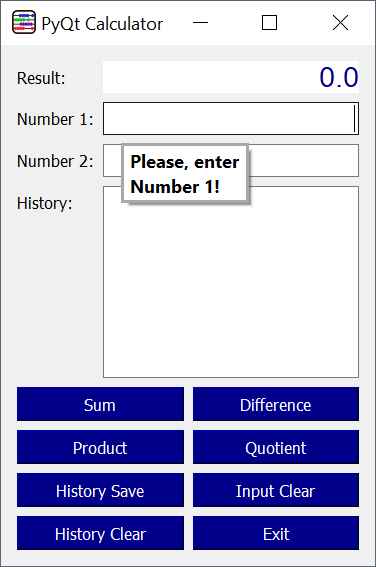 PyQt Calculator
Result: 0.0
Number 1:
Number 2:
Please, enter
Number 1!
History:
Sum Difference
Product Quotient
History Save Input Clear
History Clear Exit